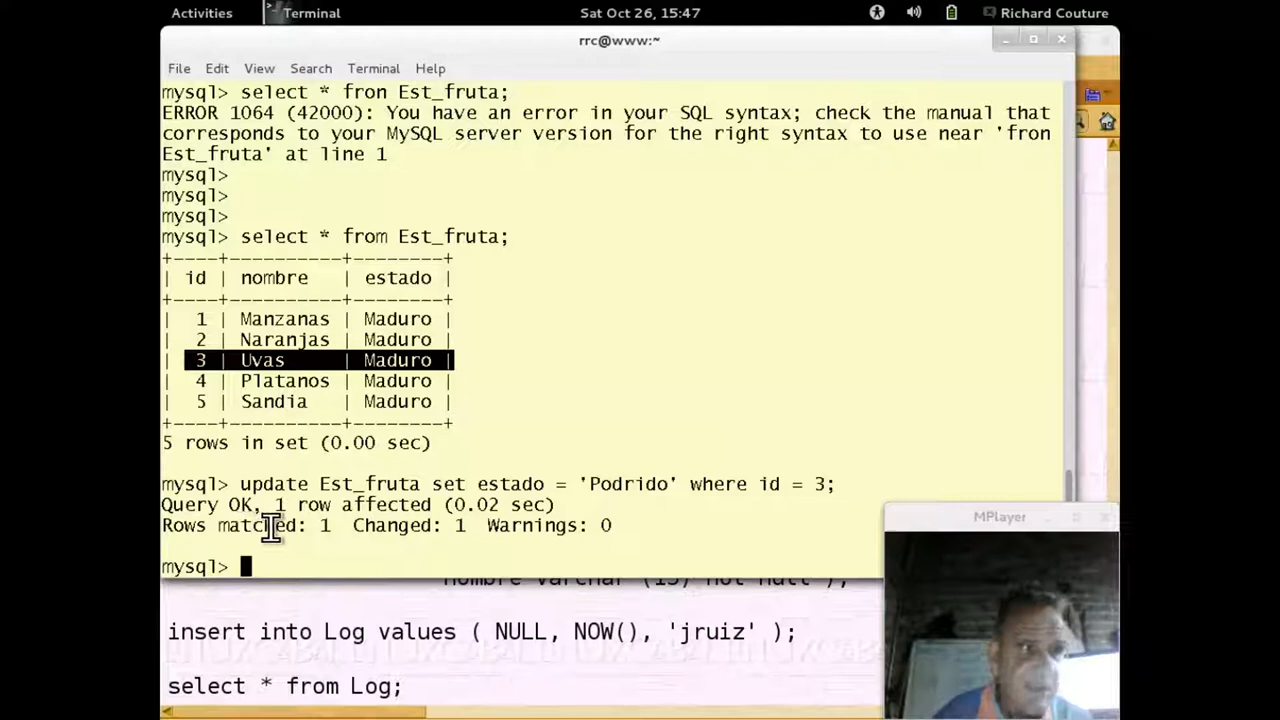 Activities Terminal Sat Oct 26, 15:47 Richard Couture
rrc@www:~
File Edit View Search Terminal Help
mysql> select * fron Est_fruta;
ERROR 1064 (42000): You have an error in your SQL syntax; check the manual that
corresponds to your MySQL server version for the right syntax to use near 'fron
Est_fruta' at line 1
mysql>
mysql>
mysql>
mysql> select * from Est_fruta;
+----+----------+--------+
| id | nombre | estado |
+----+----------+--------+
| 1 | Manzanas | Maduro |
| 2 | Naranjas | Maduro |
| 3 | Uvas | Maduro |
| 4 | Platanos | Maduro |
| 5 | Sandia | Maduro |
+----+----------+--------+
5 rows in set (0.00 sec)
mysql> update Est_fruta set estado = 'Podrido' where id = 3;
Query OK, 1 row affected (0.02 sec)
Rows matched: 1 Changed: 1 Warnings: 0
mysql>
MPlayer
nombre varchar (15) not null );
insert into Log values ( NULL, NOW(), 'jruiz' );
select * from Log;